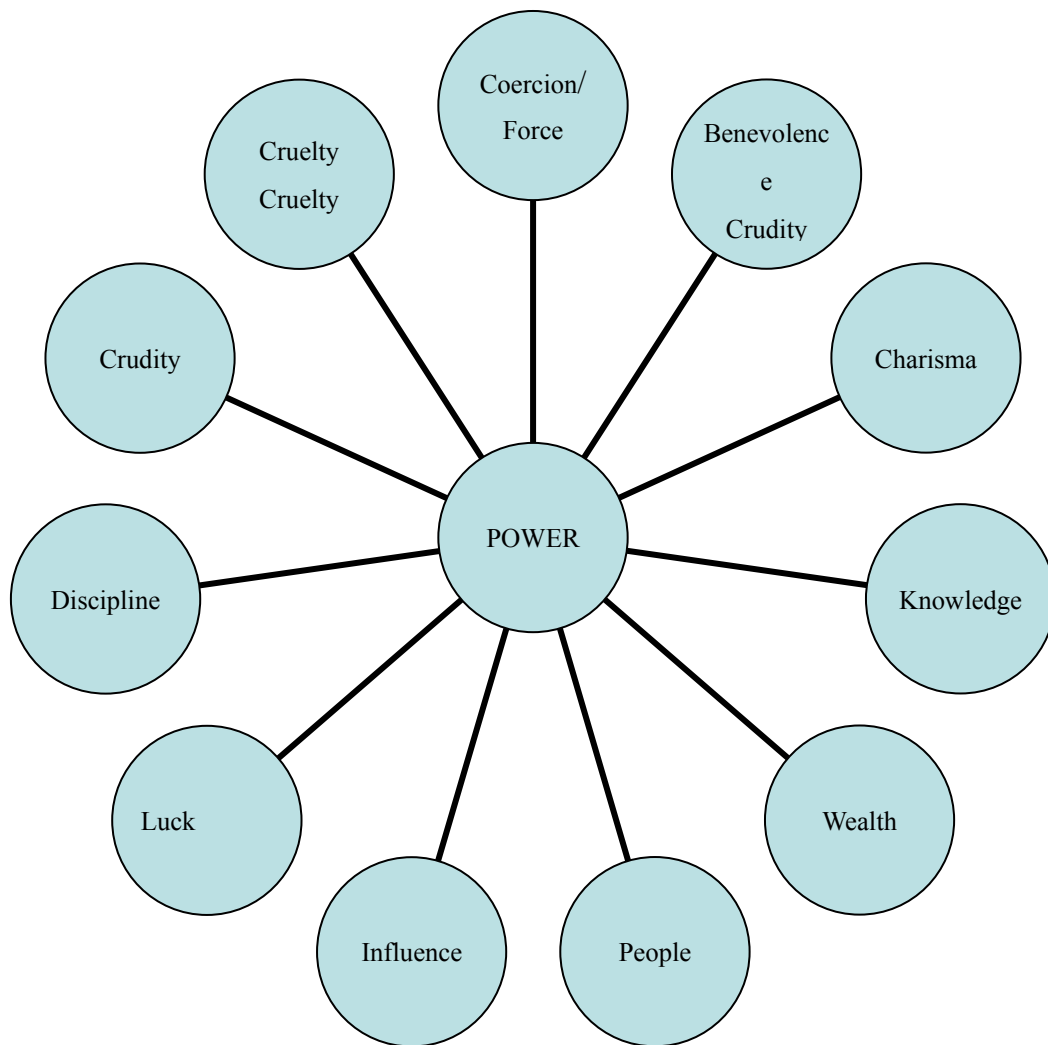 Coercion/
Force
Benevolenc
e
Crudity
Charisma
Knowledge
Wealth
People
Influence
Luck
Discipline
Crudity
Cruelty
Cruelty
POWER